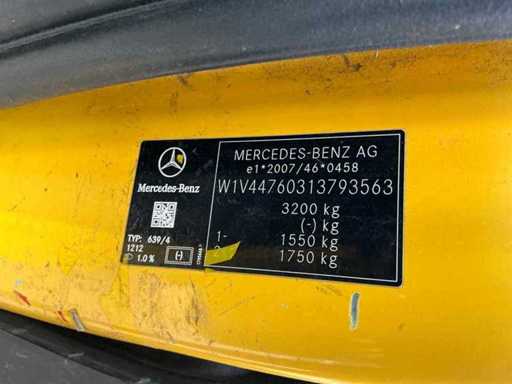 MERCEDES-BENZ AG
e1*2007/46*0458
W1V44760313793563
3200 kg
(-) kg
1- 1550 kg
1750 kg
Mercedes-Benz
TYP: 639/4
1212
1.0 %